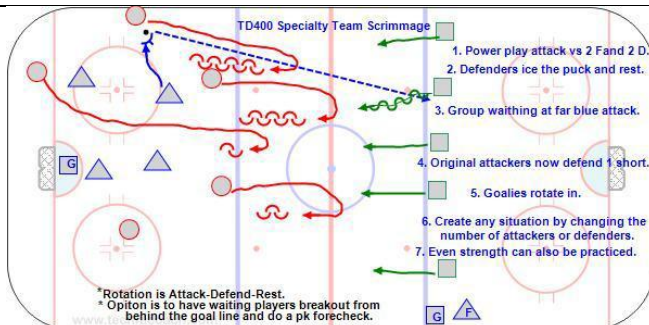 TD400 Specialty Team Scrimmage
1. Power play attack vs 2 Fand 2 D.
2. Defenders ice the puck and rest.
3. Group waithing at far blue attack.
4. Original attackers now defend 1 short.
5. Goalies rotate in.
6. Create any situation by changing the
number of attackers or defenders.
7. Even strength can also be practiced.
G
G
F
*Rotation is Attack-Defend-Rest.
* Opiton is to have waiting players breakout from
behind the goal line and do a pk forecheck.